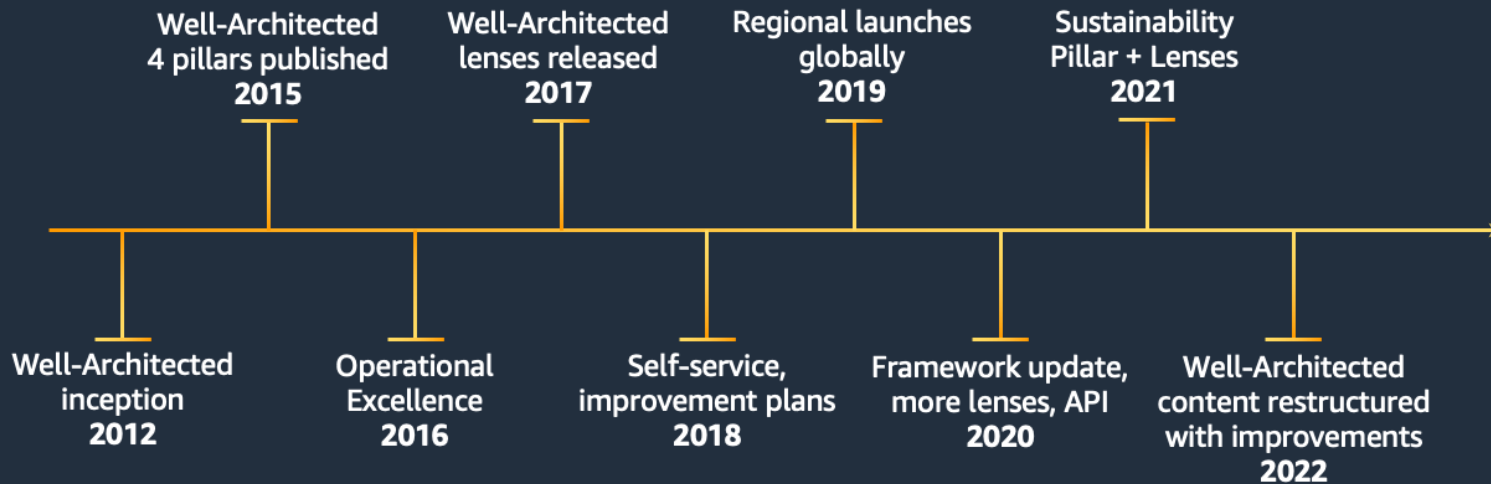 Well-Architected
4 pillars published
2015
Well-Architected
lenses released
2017
Regional launches
globally
2019
Sustainability
Pillar + Lenses
2021
Well-Architected
inception
2012
Operational
Excellence
2016
Self-service,
improvement plans
2018
Framework update,
more lenses, API
2020
Well-Architected
content restructured
with improvements
2022